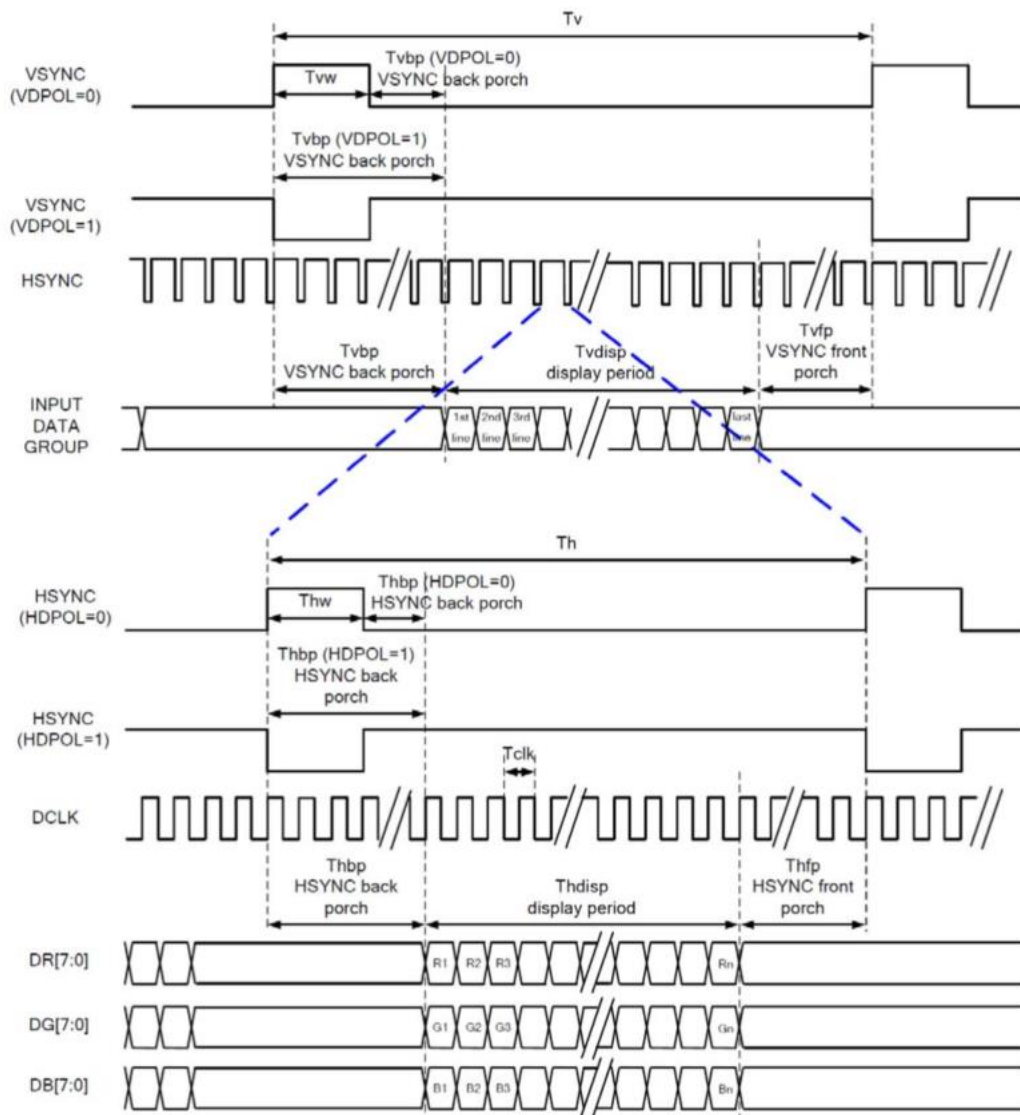 Tv
VSYNC
(VDPOL=0)
Tvw
Tvbp (VDPOL=0)
VSYNC back porch
Tvbp (VDPOL=1)
VSYNC back porch
VSYNC
(VDPOL=1)
HSYNC
Tvbp
VSYNC back porch
Tvdisp
display period
Tvfp
VSYNC front
porch
INPUT
DATA
GROUP
1st
line
2nd
line
3rd
line
last
line
Th
HSYNC
(HDPOL=0)
Thw
Thbp (HDPOL=0)
HSYNC back porch
Thbp (HDPOL=1)
HSYNC back
porch
HSYNC
(HDPOL=1)
Tclk
DCLK
Thbp
HSYNC back
porch
Thdisp
display period
Thfp
HSYNC front
porch
DR[7:0]
R1 R2 R3 Rn
DG[7:0]
G1 G2 G3 Gn
DB[7:0]
B1 B2 B3 Bn